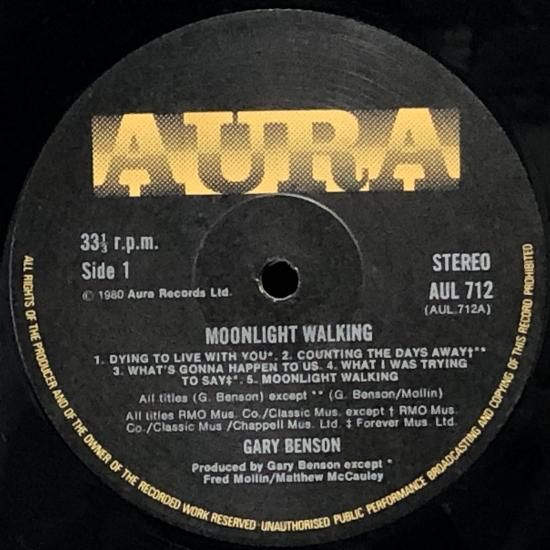 AURA
33⅓ r.p.m.
Side 1
℗ 1980 Aura Records Ltd.
STEREO
AUL 712
(AUL 712A)
MOONLIGHT WALKING
1. DYING TO LIVE WITH YOU*. 2. COUNTING THE DAYS AWAY†**
3. WHAT'S GONNA HAPPEN TO US. 4. WHAT I WAS TRYING
TO SAY‡*. 5. MOONLIGHT WALKING
All titles (G. Benson) except ** (G. Benson/Mollin)
All titles RMO Mus. Co./Classic Mus. except † RMO Mus.
Co./Classic Mus /Chappell Mus. Ltd. ‡ Forever Mus. Ltd.
GARY BENSON
Produced by Gary Benson except *
Fred Mollin/Matthew McCauley
ALL RIGHTS OF THE PRODUCER AND OF THE OWNER OF THE RECORDED WORK RESERVED UNAUTHORISED PUBLIC PERFORMANCE BROADCASTING AND COPYING OF THIS RECORD PROHIBITED